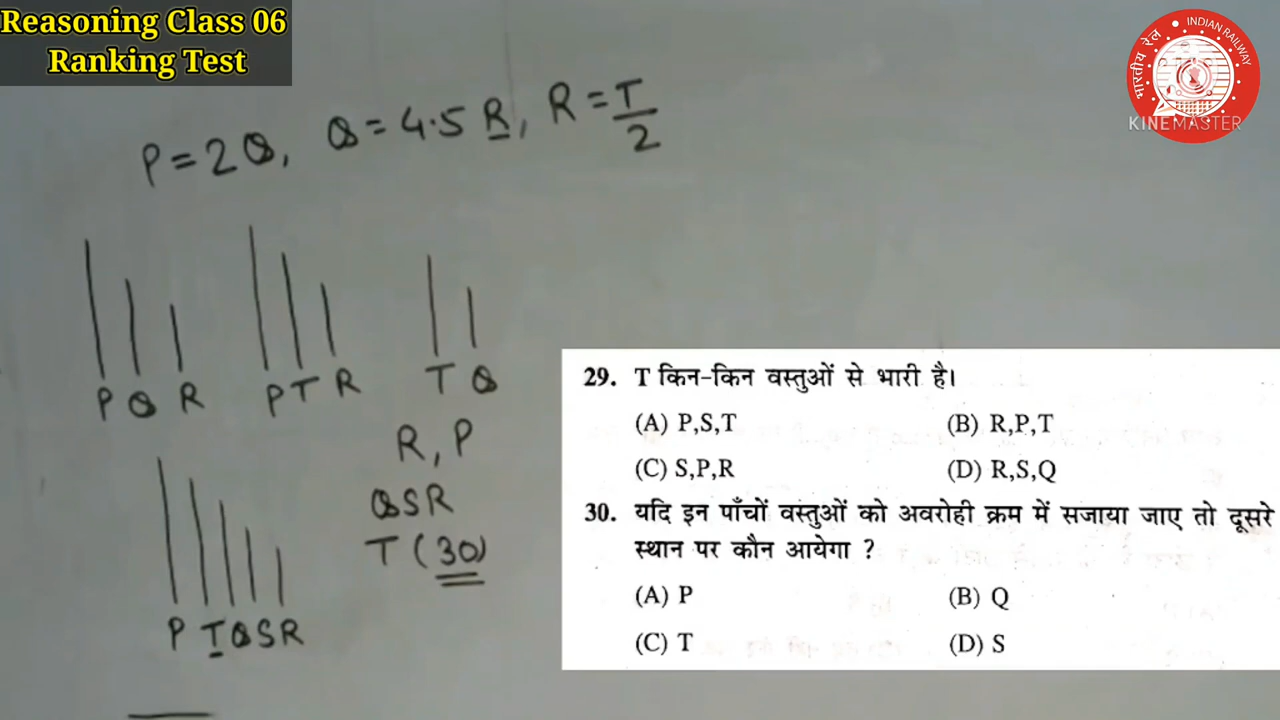 Reasoning Class 06
Ranking Test
भारतीय रेल
INDIAN RAILWAY
KINEMASTER
P=2Q, Q=4.5R, R=T/2
P Q R
P T R
T Q
R, P
QSR
T (30)
P T Q S R
29. T किन-किन वस्तुओं से भारी है।
(A) P,S,T (B) R,P,T
(C) S,P,R (D) R,S,Q
30. यदि इन पाँचों वस्तुओं को अवरोही क्रम में सजाया जाए तो दूसरे
स्थान पर कौन आयेगा ?
(A) P (B) Q
(C) T (D) S